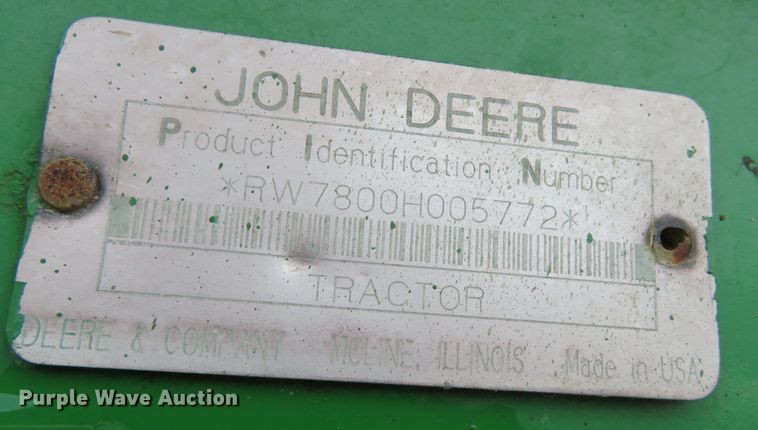 JOHN DEERE
Product Identification Number
*RW7800H005772*
TRACTOR
DEERE & COMPANY MOLINE, ILLINOIS Made in USA
Purple Wave Auction